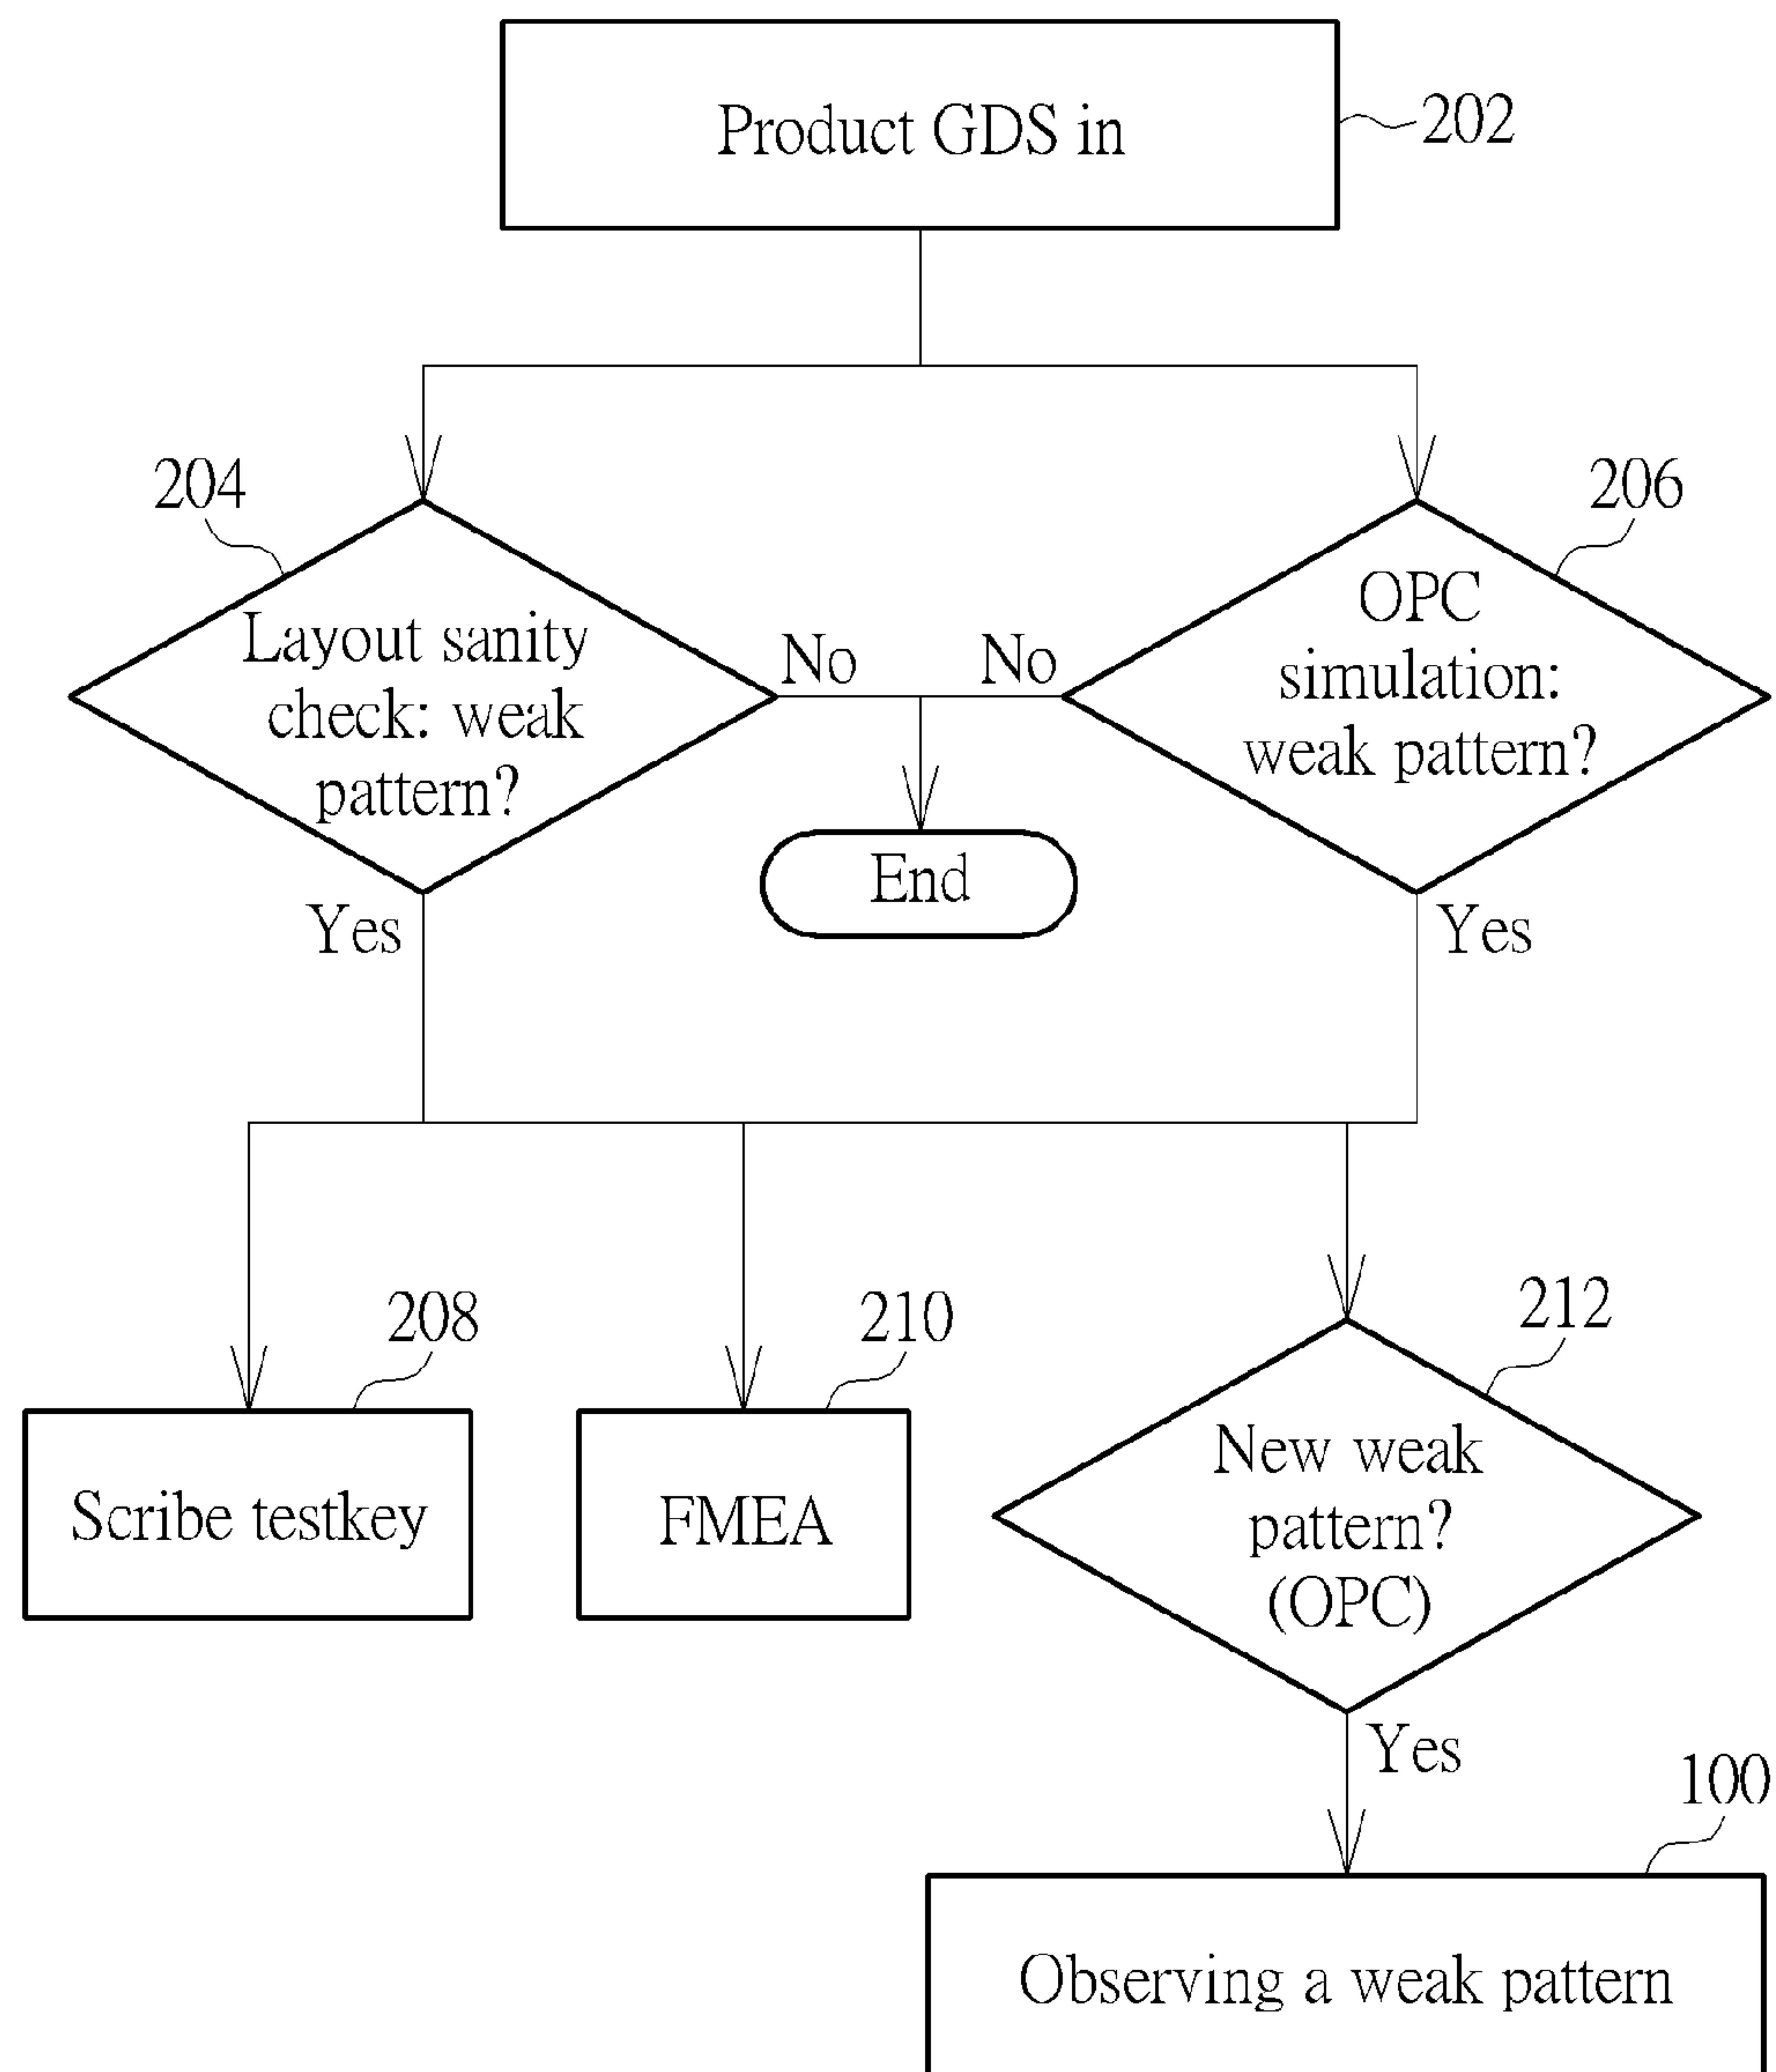 Product GDS in
202
204
206
Layout sanity
check: weak
pattern?
No
No
OPC
simulation:
weak pattern?
End
Yes
Yes
208
210
212
Scribe testkey
FMEA
New weak
pattern?
(OPC)
Yes
100
Observing a weak pattern